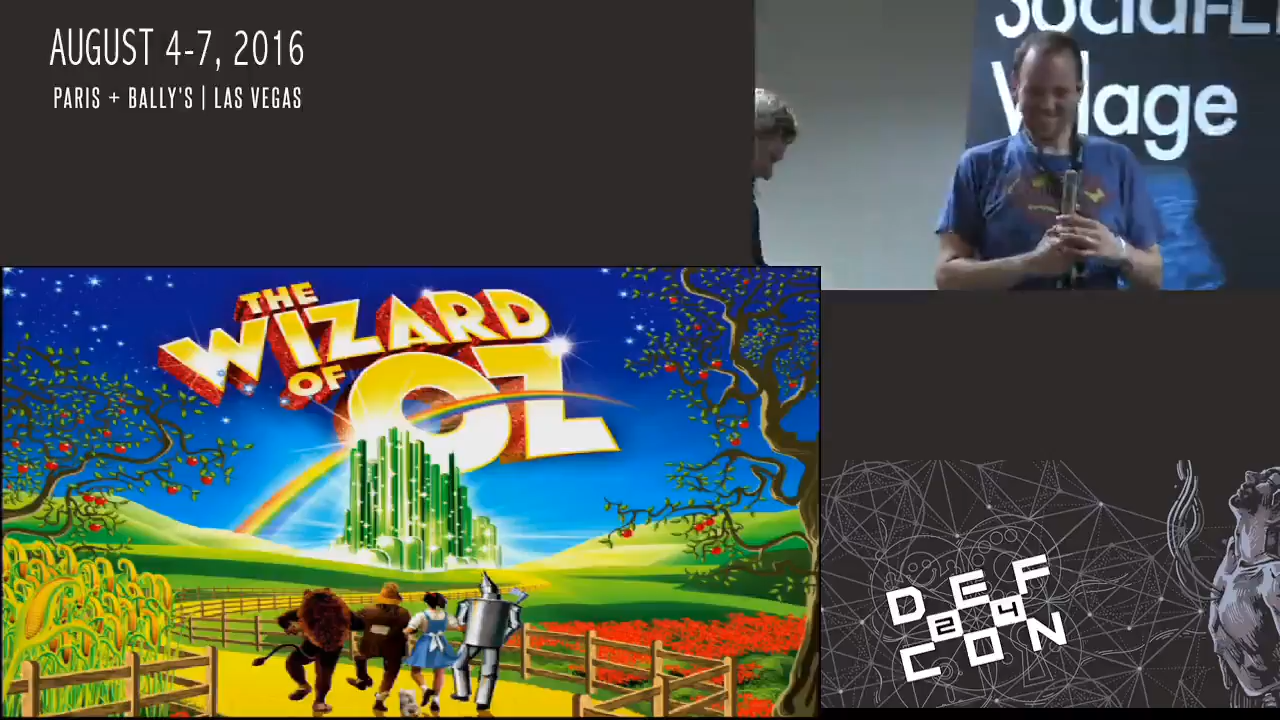 AUGUST 4-7, 2016
PARIS + BALLY'S | LAS VEGAS
Village
THE
WIZARD
OF OZ
DEF
24
CON